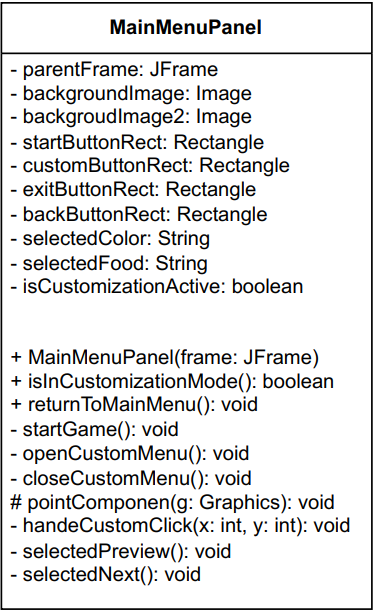 MainMenuPanel
- parentFrame: JFrame
- backgroundImage: Image
- backgroudImage2: Image
- startButtonRect: Rectangle
- customButtonRect: Rectangle
- exitButtonRect: Rectangle
- backButtonRect: Rectangle
- selectedColor: String
- selectedFood: String
- isCustomizationActive: boolean
+ MainMenuPanel(frame: JFrame)
+ isInCustomizationMode(): boolean
+ returnToMainMenu(): void
- startGame(): void
- openCustomMenu(): void
- closeCustomMenu(): void
# pointComponen(g: Graphics): void
- handeCustomClick(x: int, y: int): void
- selectedPreview(): void
- selectedNext(): void